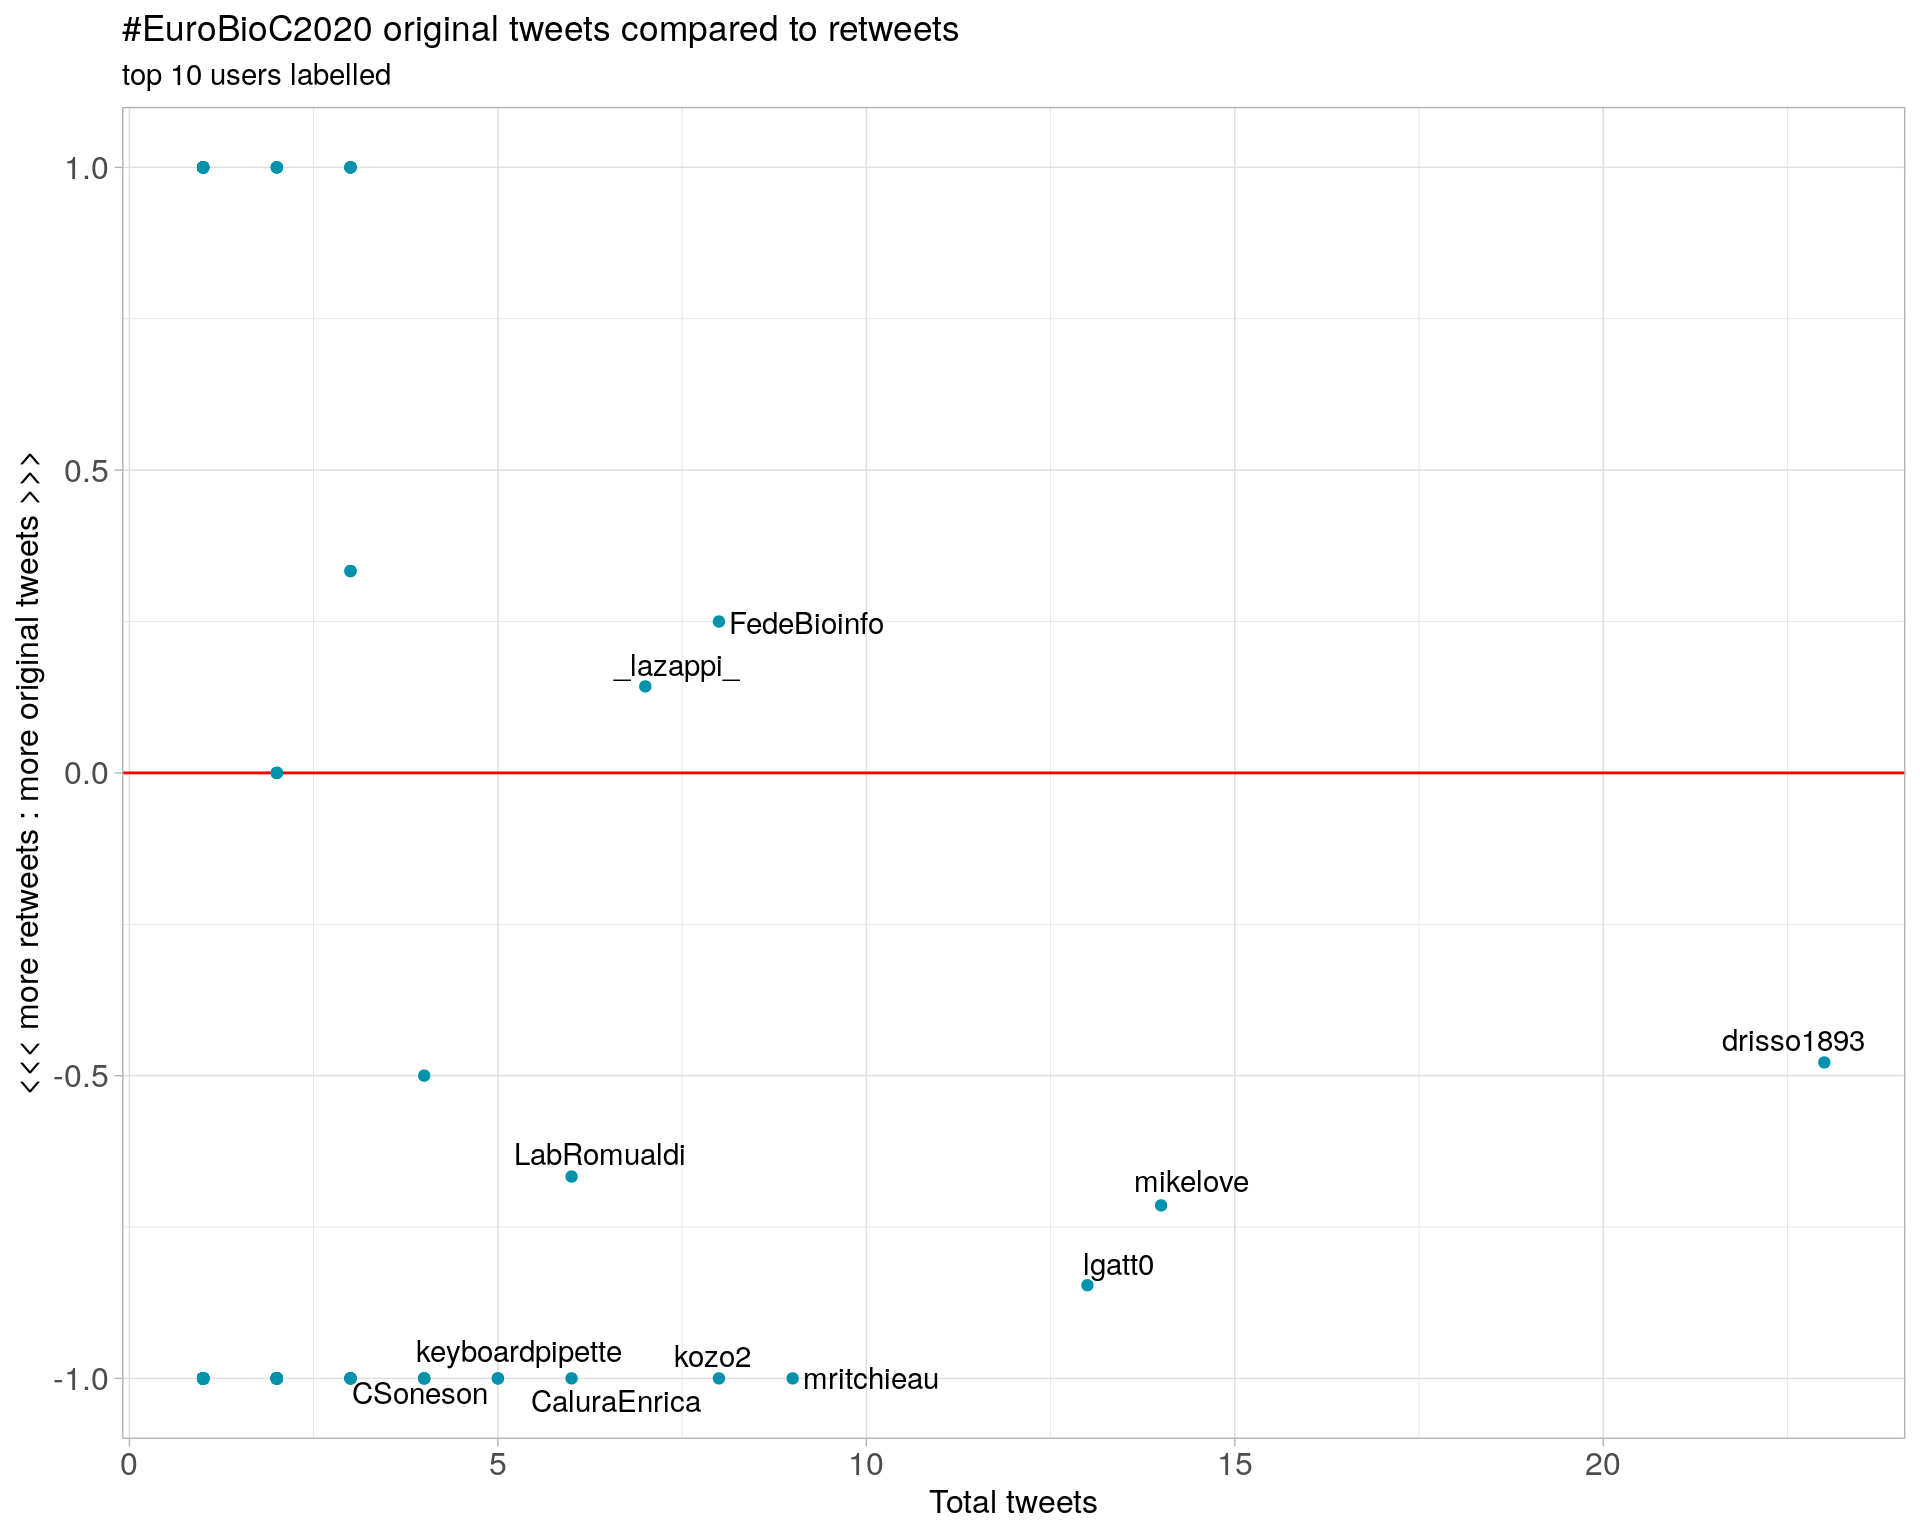 #EuroBioC2020 original tweets compared to retweets
top 10 users labelled
<<< more retweets : more original tweets >>>
1.0
0.5
0.0
-0.5
-1.0
FedeBioinfo
_lazappi_
drisso1893
LabRomualdi
mikelove
lgatt0
keyboardpipette
kozo2
mritchieau
CSoneson
CaluraEnrica
0 5 10 15 20
Total tweets